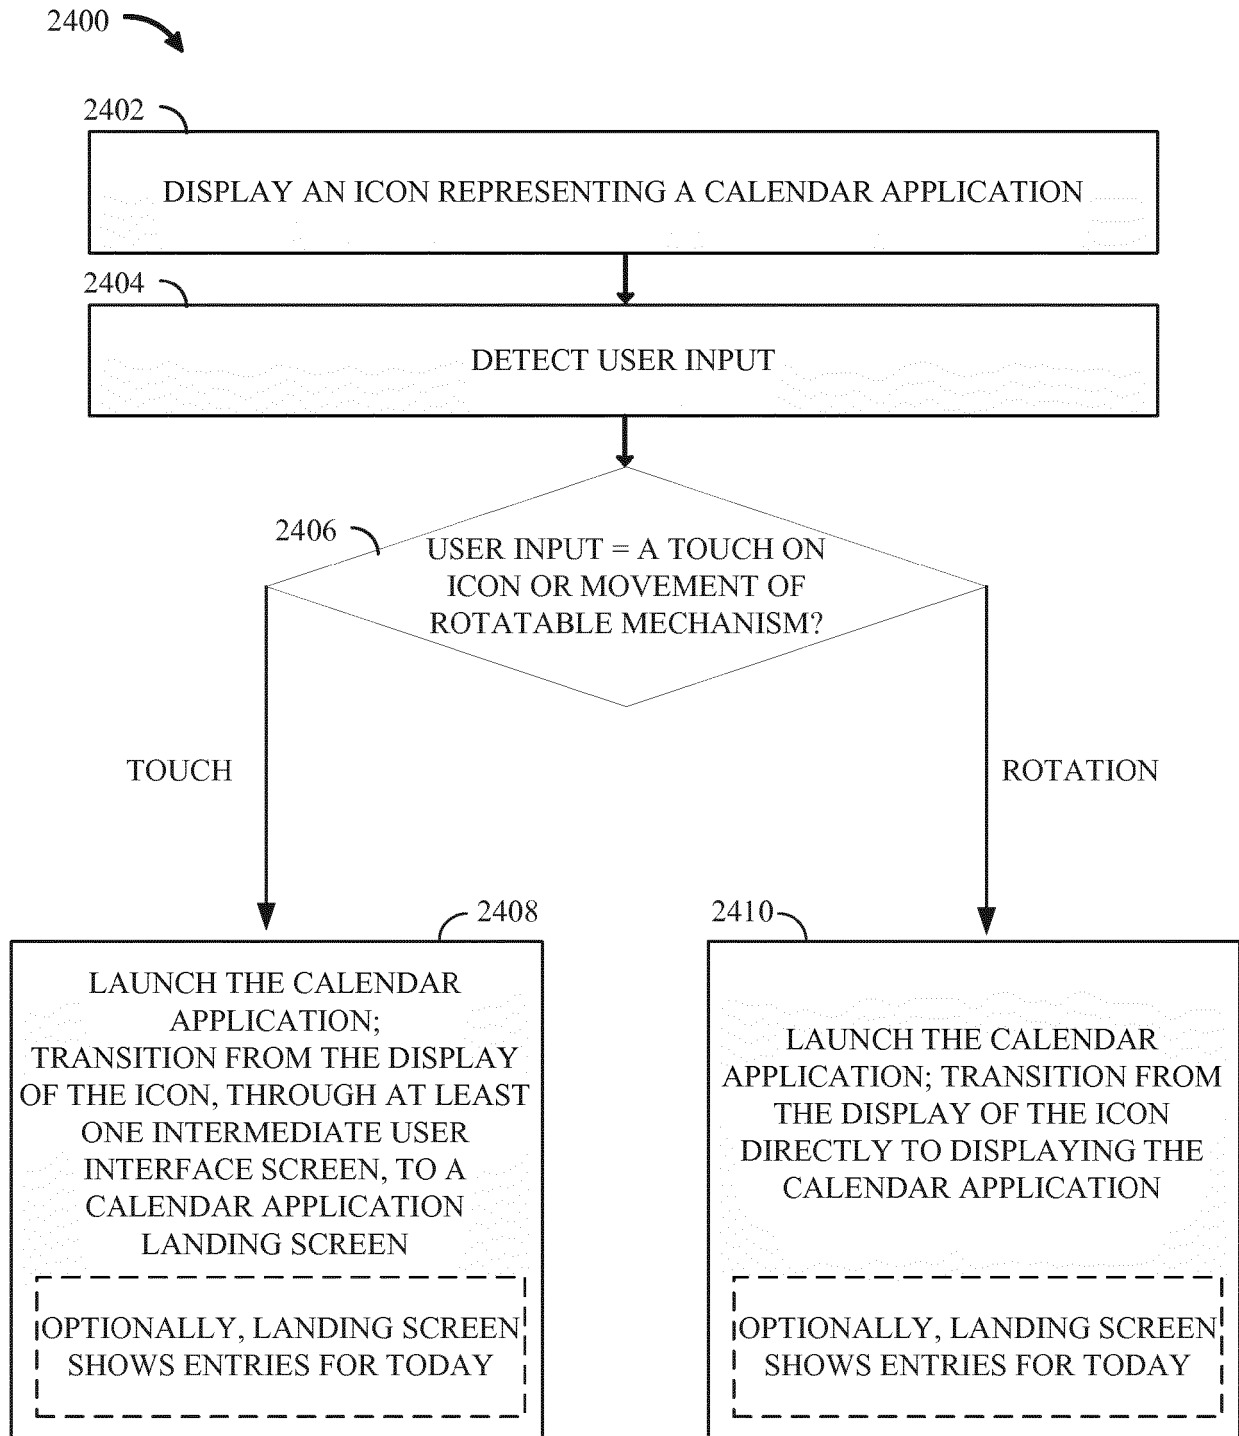 2400
2402
DISPLAY AN ICON REPRESENTING A CALENDAR APPLICATION
2404
DETECT USER INPUT
2406
USER INPUT = A TOUCH ON
ICON OR MOVEMENT OF
ROTATABLE MECHANISM?
TOUCH
ROTATION
2408
LAUNCH THE CALENDAR
APPLICATION;
TRANSITION FROM THE DISPLAY
OF THE ICON, THROUGH AT LEAST
ONE INTERMEDIATE USER
INTERFACE SCREEN, TO A
CALENDAR APPLICATION
LANDING SCREEN
OPTIONALLY, LANDING SCREEN
SHOWS ENTRIES FOR TODAY
2410
LAUNCH THE CALENDAR
APPLICATION; TRANSITION FROM
THE DISPLAY OF THE ICON
DIRECTLY TO DISPLAYING THE
CALENDAR APPLICATION
OPTIONALLY, LANDING SCREEN
SHOWS ENTRIES FOR TODAY